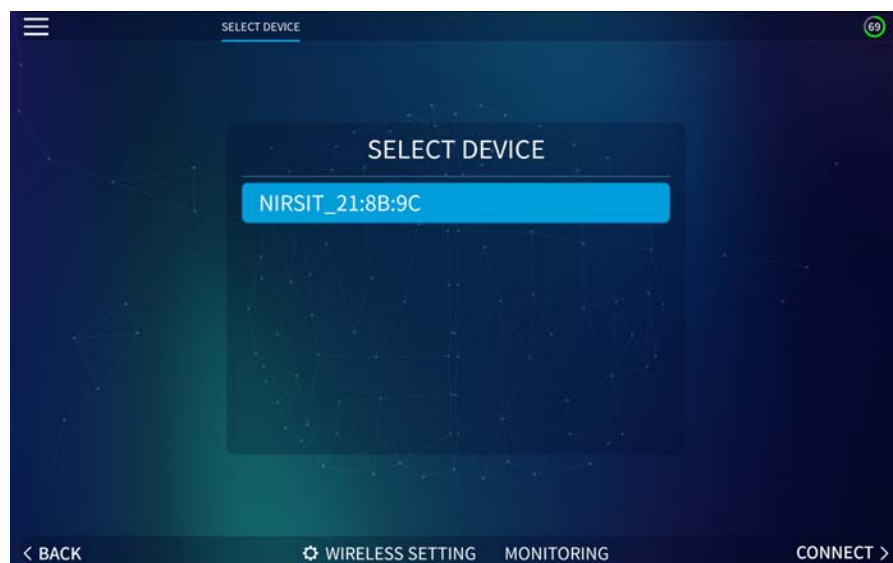 SELECT DEVICE
69
SELECT DEVICE
NIRSIT_21:8B:9C
< BACK WIRELESS SETTING MONITORING CONNECT >